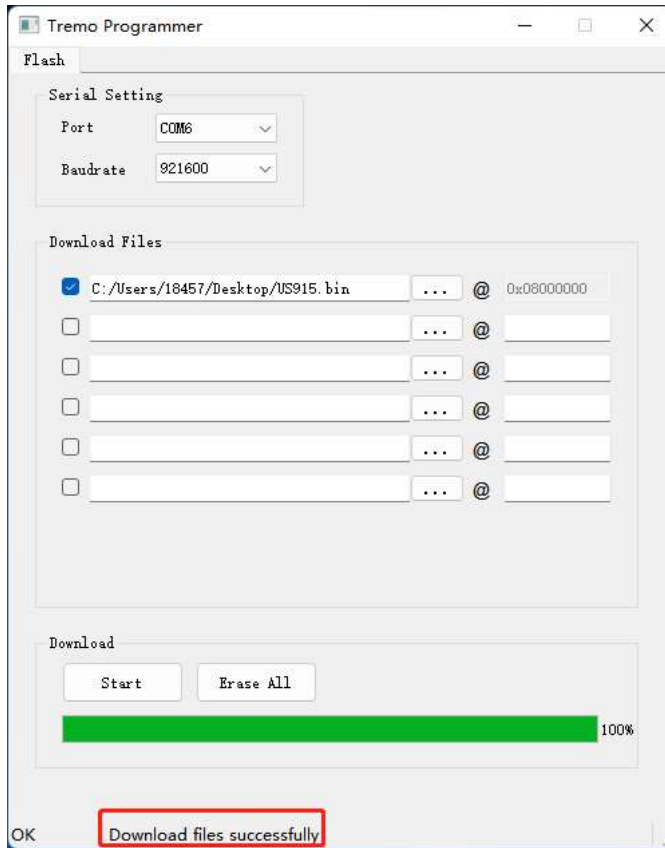 Tremo Programmer
Flash
Serial Setting
Port COM6
Baudrate 921600
Download Files
C:/Users/18457/Desktop/US915.bin ... @ 0x08000000
... @
... @
... @
... @
... @
Download
Start Erase All
100%
OK Download files successfully